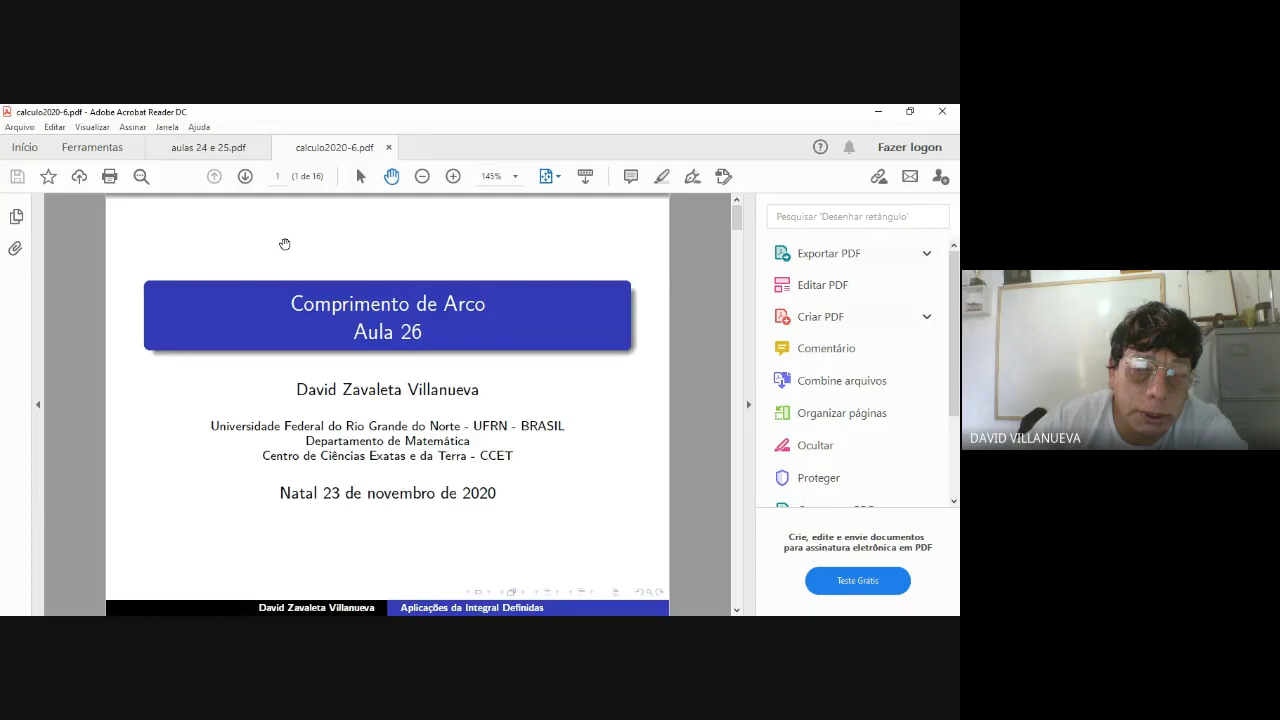 calculo2020-6.pdf - Adobe Acrobat Reader DC
Arquivo Editar Visualizar Assinar Janela Ajuda
Início Ferramentas aulas 24 e 25.pdf calculo2020-6.pdf × Fazer logon
1 (1 de 16) 145%
Comprimento de Arco
Aula 26
David Zavaleta Villanueva
Universidade Federal do Rio Grande do Norte - UFRN - BRASIL
Departamento de Matemática
Centro de Ciências Exatas e da Terra - CCET
Natal 23 de novembro de 2020
David Zavaleta Villanueva Aplicações da Integral Definidas
Pesquisar 'Desenhar retângulo'
Exportar PDF
Editar PDF
Criar PDF
Comentário
Combine arquivos
Organizar páginas
Ocultar
Proteger
Crie, edite e envie documentos
para assinatura eletrônica em PDF
Teste Grátis
DAVID VILLANUEVA